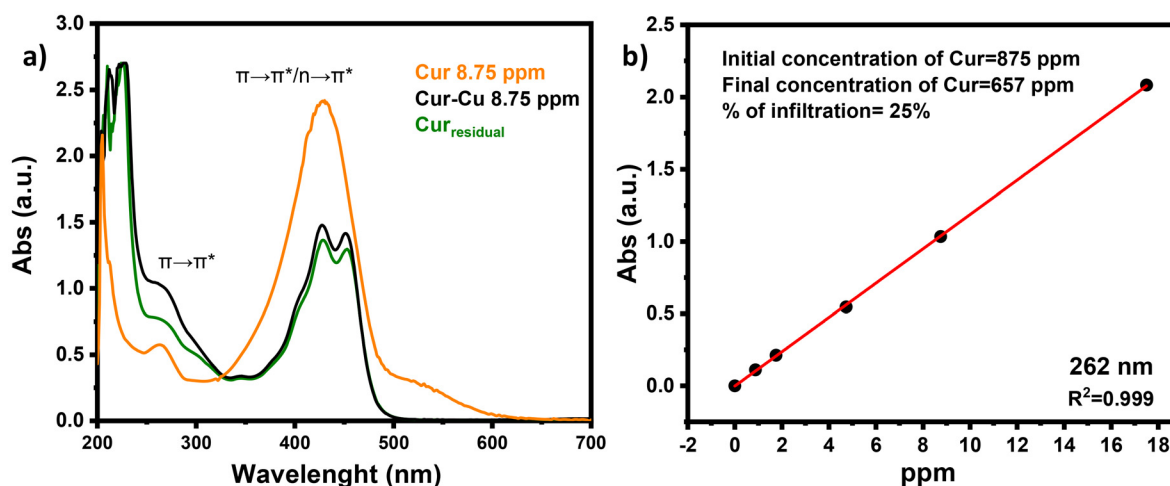 a)
3.0
2.5
2.0
1.5
1.0
0.5
0.0
Abs (a.u.)
π→π*/n→π*
π→π*
Cur 8.75 ppm
Cur-Cu 8.75 ppm
Cur residual
200 300 400 500 600 700
Wavelenght (nm)
b)
2.5
2.0
1.5
1.0
0.5
0.0
Abs (a.u.)
Initial concentration of Cur=875 ppm
Final concentration of Cur=657 ppm
% of infiltration= 25%
262 nm
R²=0.999
-2 0 2 4 6 8 10 12 14 16 18
ppm